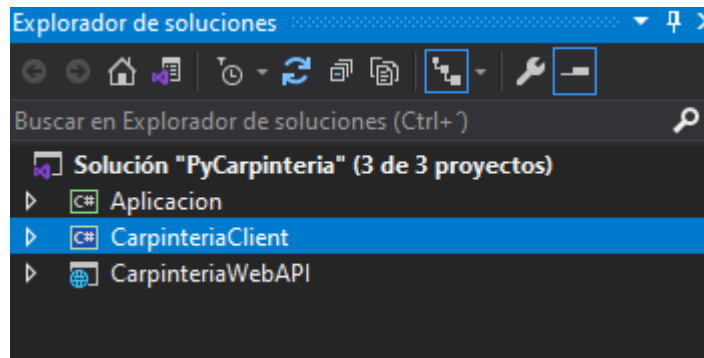 Explorador de soluciones
Buscar en Explorador de soluciones (Ctrl+´)
Solución "PyCarpinteria" (3 de 3 proyectos)
C# Aplicacion
C# CarpinteriaClient
CarpinteriaWebAPI